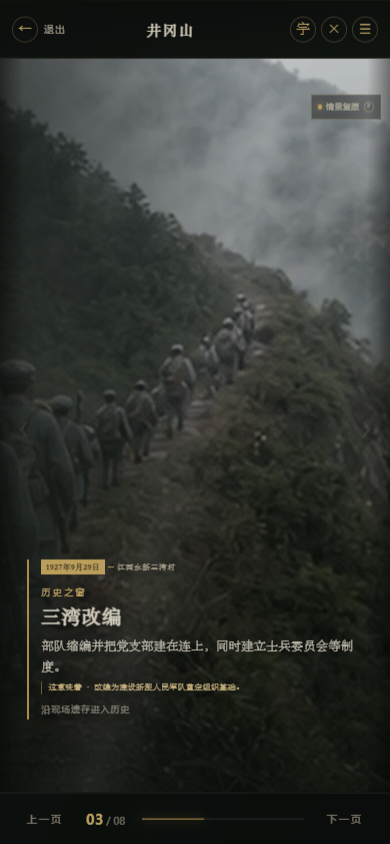 ← 退出
井冈山
字 × ☰
情景复原 ?
1927年9月29日 — 江西永新三湾村
历史之窗
三湾改编
部队缩编并把党支部建在连上，同时建立士兵委员会等制
度。
这意味着 · 改编为建设新型人民军队奠定组织基础。
沿现场遗存进入历史
上一页
03 / 08
下一页